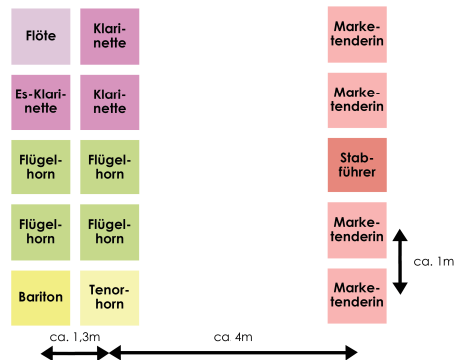 Flöte
Klari-
nette
Marke-
tenderin
Es-Klari-
nette
Klari-
nette
Marke-
tenderin
Flügel-
horn
Flügel-
horn
Stab-
führer
Flügel-
horn
Flügel-
horn
Marke-
tenderin
ca. 1m
Bariton
Tenor-
horn
Marke-
tenderin
ca. 1,3m
ca. 4m